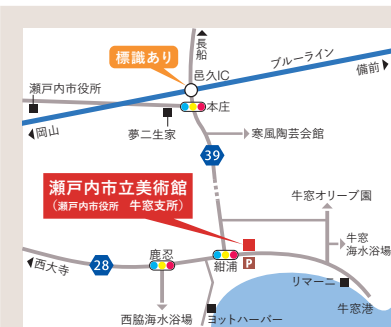 長船
標識あり
邑久IC
ブルーライン
備前
瀬戸内市役所
本庄
岡山
夢二生家
寒風陶芸会館
39
瀬戸内市立美術館
(瀬戸内市役所 牛窓支所)
牛窓オリーブ園
鹿忍
紺浦
牛窓
海水浴場
P
西大寺
28
リマーニ
西脇海水浴場
ヨットハーバー
牛窓港